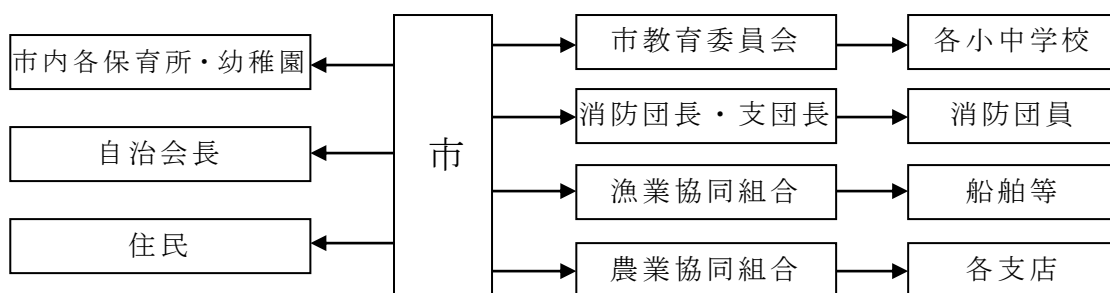 市内各保育所・幼稚園
自治会長
住民
市
市教育委員会
各小中学校
消防団長・支団長
消防団員
漁業協同組合
船舶等
農業協同組合
各支店